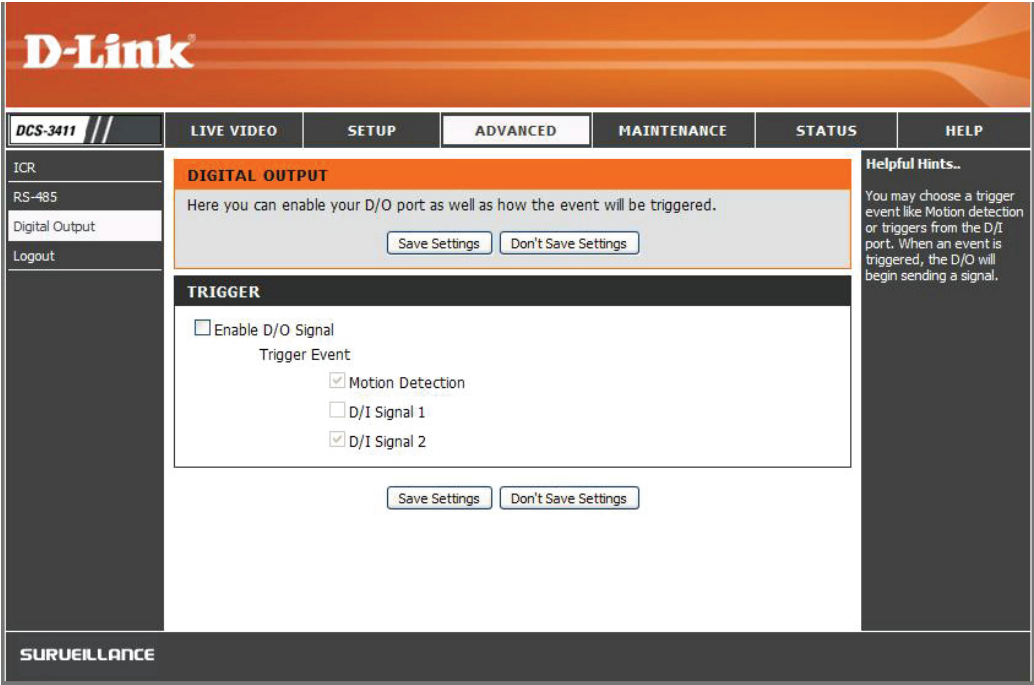 D-Link®
DCS-3411
LIVE VIDEO
SETUP
ADVANCED
MAINTENANCE
STATUS
HELP
ICR
RS-485
Digital Output
Logout
DIGITAL OUTPUT
Here you can enable your D/O port as well as how the event will be triggered.
Save Settings
Don't Save Settings
TRIGGER
Enable D/O Signal
Trigger Event
Motion Detection
D/I Signal 1
D/I Signal 2
Save Settings
Don't Save Settings
Helpful Hints..
You may choose a trigger
event like Motion detection
or triggers from the D/I
port. When an event is
triggered, the D/O will
begin sending a signal.
SURVEILLANCE